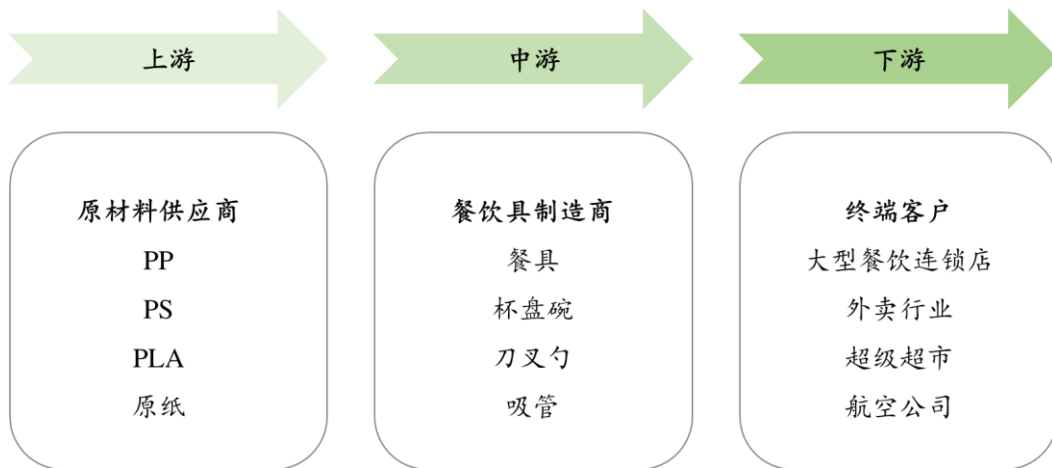 上游
中游
下游
原材料供应商
PP
PS
PLA
原纸
餐饮具制造商
餐具
杯盘碗
刀叉勺
吸管
终端客户
大型餐饮连锁店
外卖行业
超级超市
航空公司